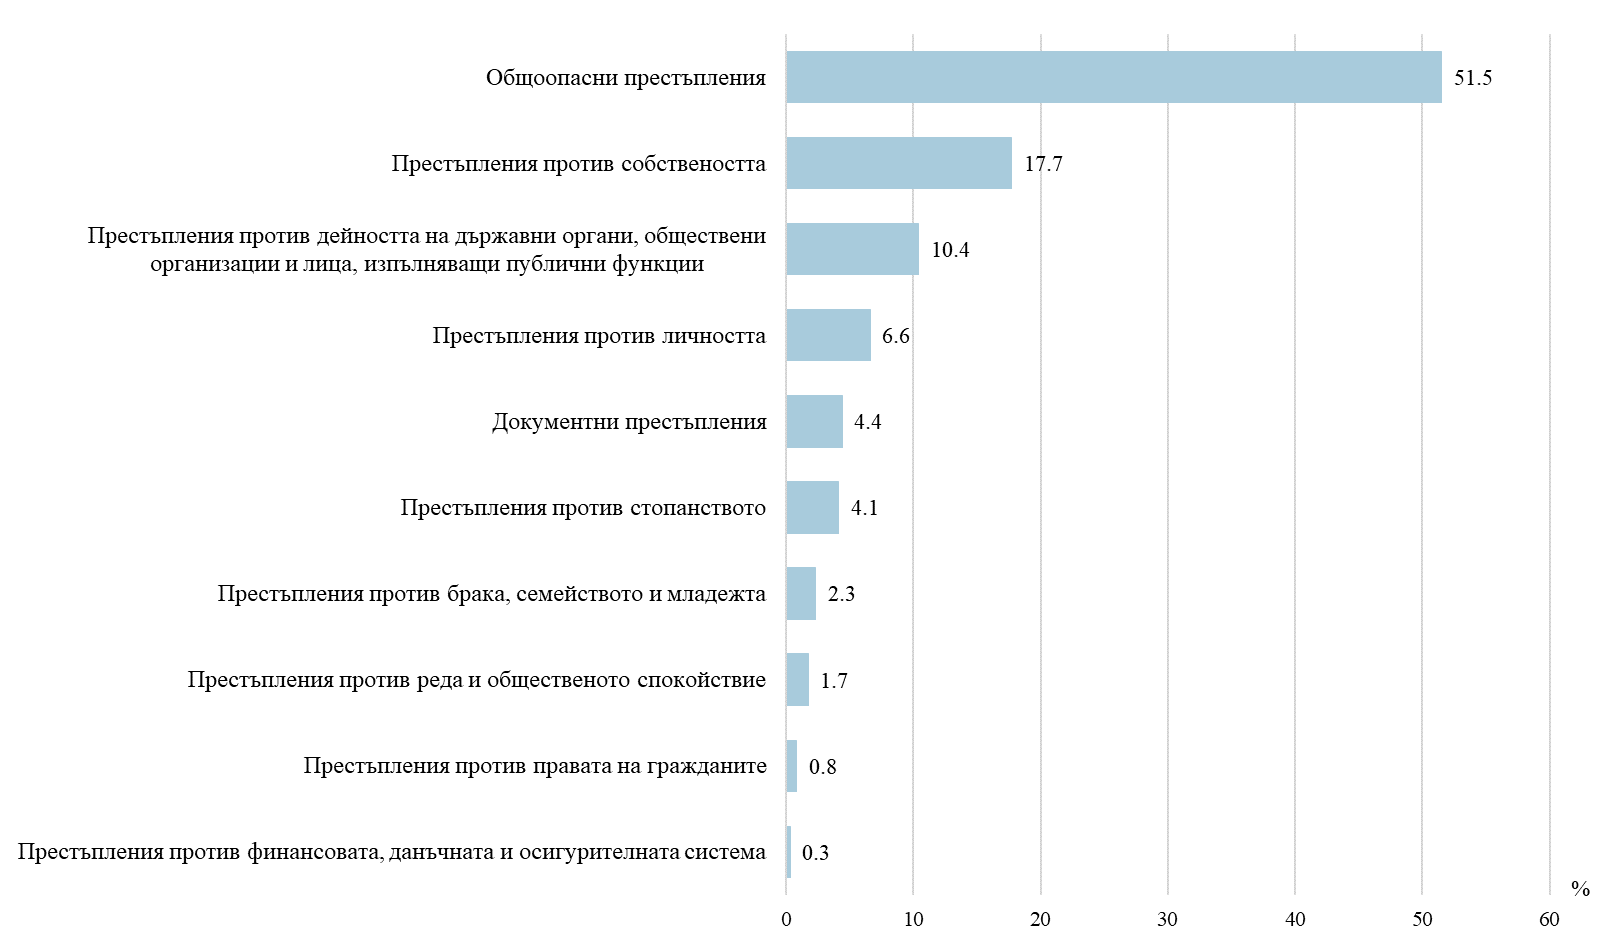 Общоопасни престъпления
51.5
Престъпления против собствеността
17.7
Престъпления против дейността на държавни органи, обществени
организации и лица, изпълняващи публични функции
10.4
Престъпления против личността
6.6
Документни престъпления
4.4
Престъпления против стопанството
4.1
Престъпления против брака, семейството и младежта
2.3
Престъпления против реда и общественото спокойствие
1.7
Престъпления против правата на гражданите
0.8
Престъпления против финансовата, данъчната и осигурителната система
0.3
%
0 10 20 30 40 50 60